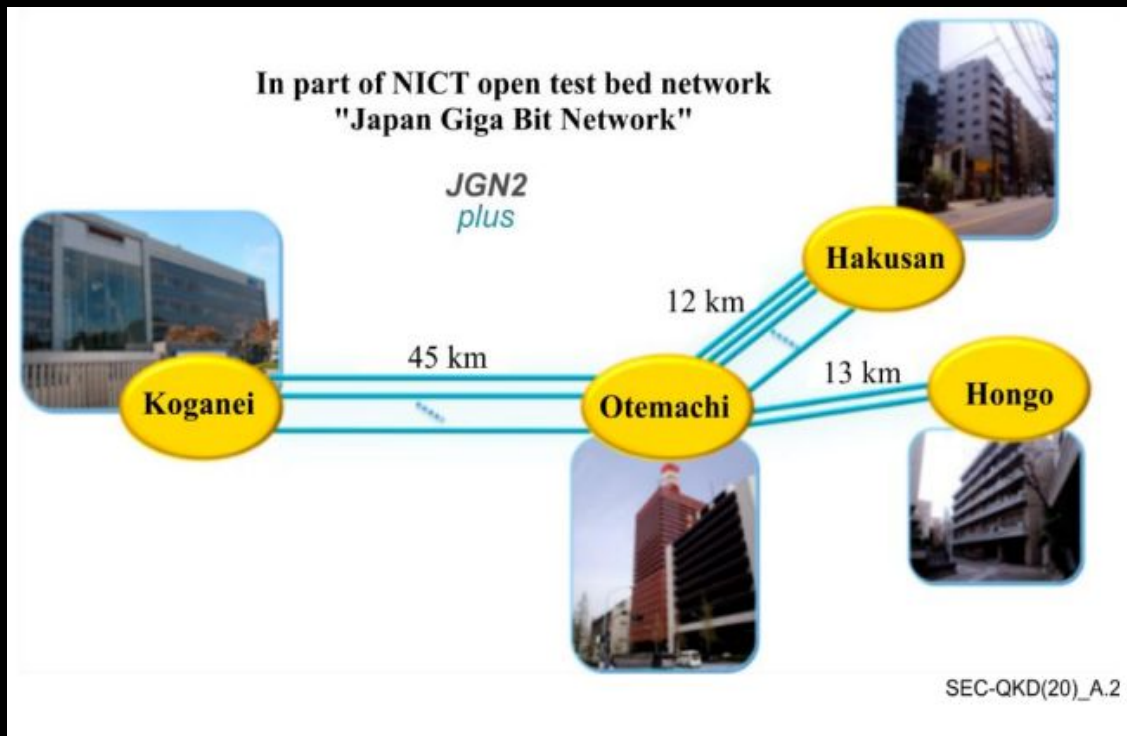 In part of NICT open test bed network
"Japan Giga Bit Network"
JGN2
plus
Hakusan
12 km
45 km
13 km
Koganei
Otemachi
Hongo
SEC-QKD(20)_A.2